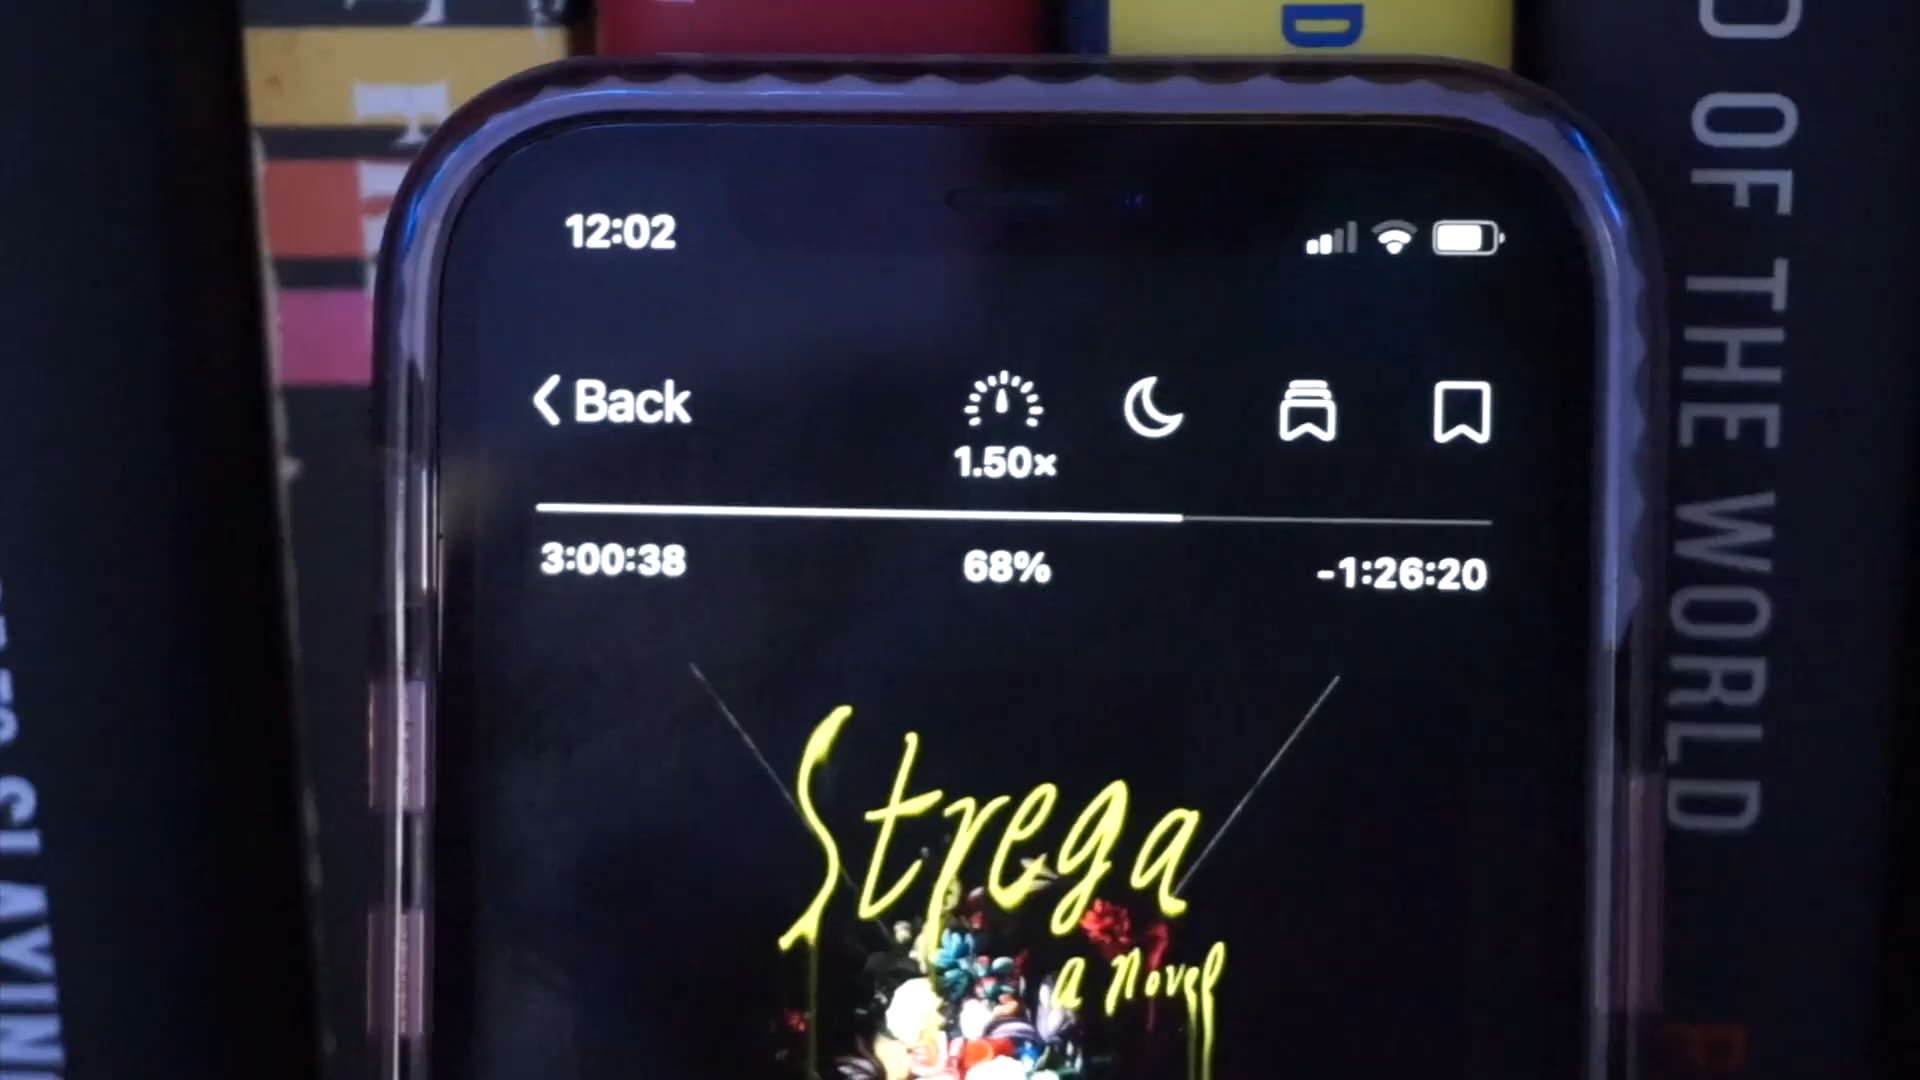 D
12:02
Back
1.50x
3:00:38
68%
-1:26:20
OF THE WORLD
Strega
a novel